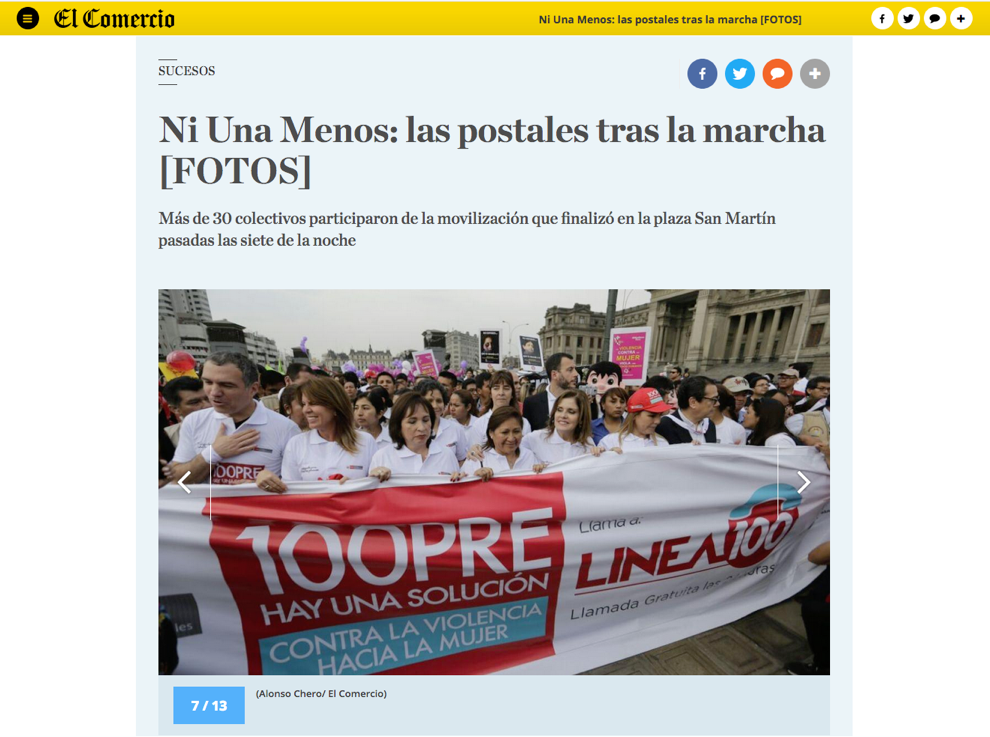 El Comercio
Ni Una Menos: las postales tras la marcha [FOTOS]
SUCESOS
Ni Una Menos: las postales tras la marcha
[FOTOS]
Más de 30 colectivos participaron de la movilización que finalizó en la plaza San Martín
pasadas las siete de la noche
VIOLENCIA
CONTRA LA
MUJER
100PRE
100PRE
HAY UNA SOLUCIÓN
CONTRA LA VIOLENCIA
HACIA LA MUJER
Llama a:
LINEA 100
Llamada Gratuita las
7 / 13
(Alonso Chero/ El Comercio)